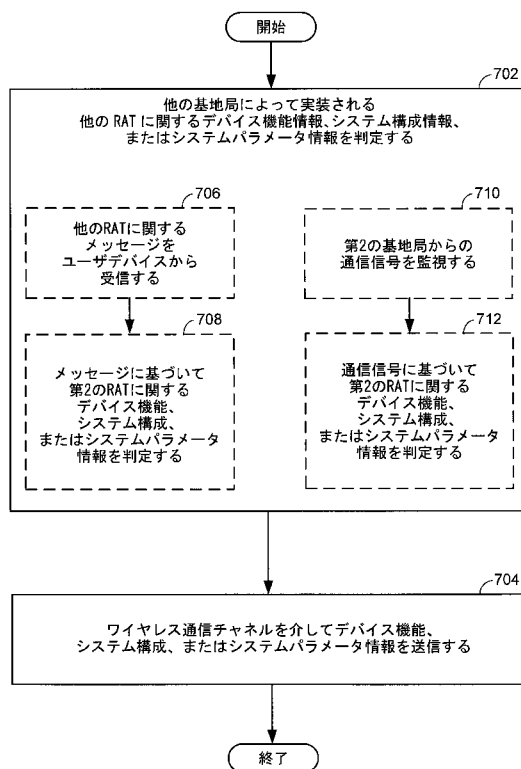 開始
702
他の基地局によって実装される
他のRATに関するデバイス機能情報、システム構成情報、
またはシステムパラメータ情報を判定する
706
他のRATに関する
メッセージを
ユーザデバイスから
受信する
710
第2の基地局からの
通信信号を監視する
708
メッセージに基づいて
第2のRATに関する
デバイス機能、
システム構成、
またはシステムパラメータ
情報を判定する
712
通信信号に基づいて
第2のRATに関する
デバイス機能、
システム構成、
またはシステムパラメータ
情報を判定する
704
ワイヤレス通信チャネルを介してデバイス機能、
システム構成、またはシステムパラメータ情報を送信する
終了